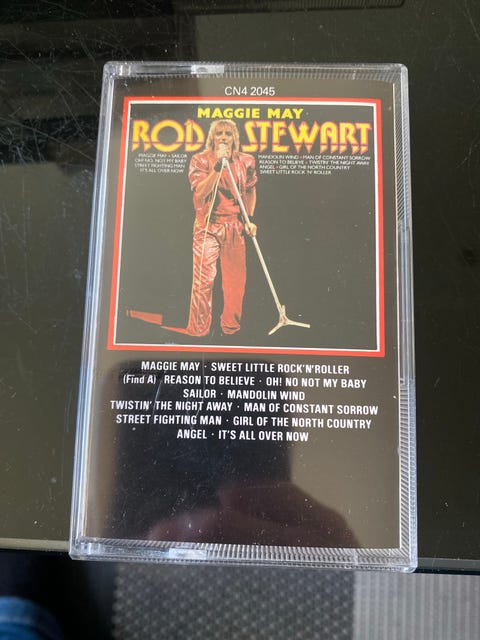 CN4 2045
MAGGIE MAY
ROD STEWART
MAGGIE MAY • SAILOR
OH! NO NOT MY BABY
STREET FIGHTING MAN
IT'S ALL OVER NOW
MANDOLIN WIND • MAN OF CONSTANT SORROW
REASON TO BELIEVE • TWISTIN' THE NIGHT AWAY
ANGEL • GIRL OF THE NORTH COUNTRY
SWEET LITTLE ROCK 'N' ROLLER
MAGGIE MAY · SWEET LITTLE ROCK'N'ROLLER
(Find A) REASON TO BELIEVE · OH! NO NOT MY BABY
SAILOR · MANDOLIN WIND
TWISTIN' THE NIGHT AWAY · MAN OF CONSTANT SORROW
STREET FIGHTING MAN · GIRL OF THE NORTH COUNTRY
ANGEL · IT'S ALL OVER NOW